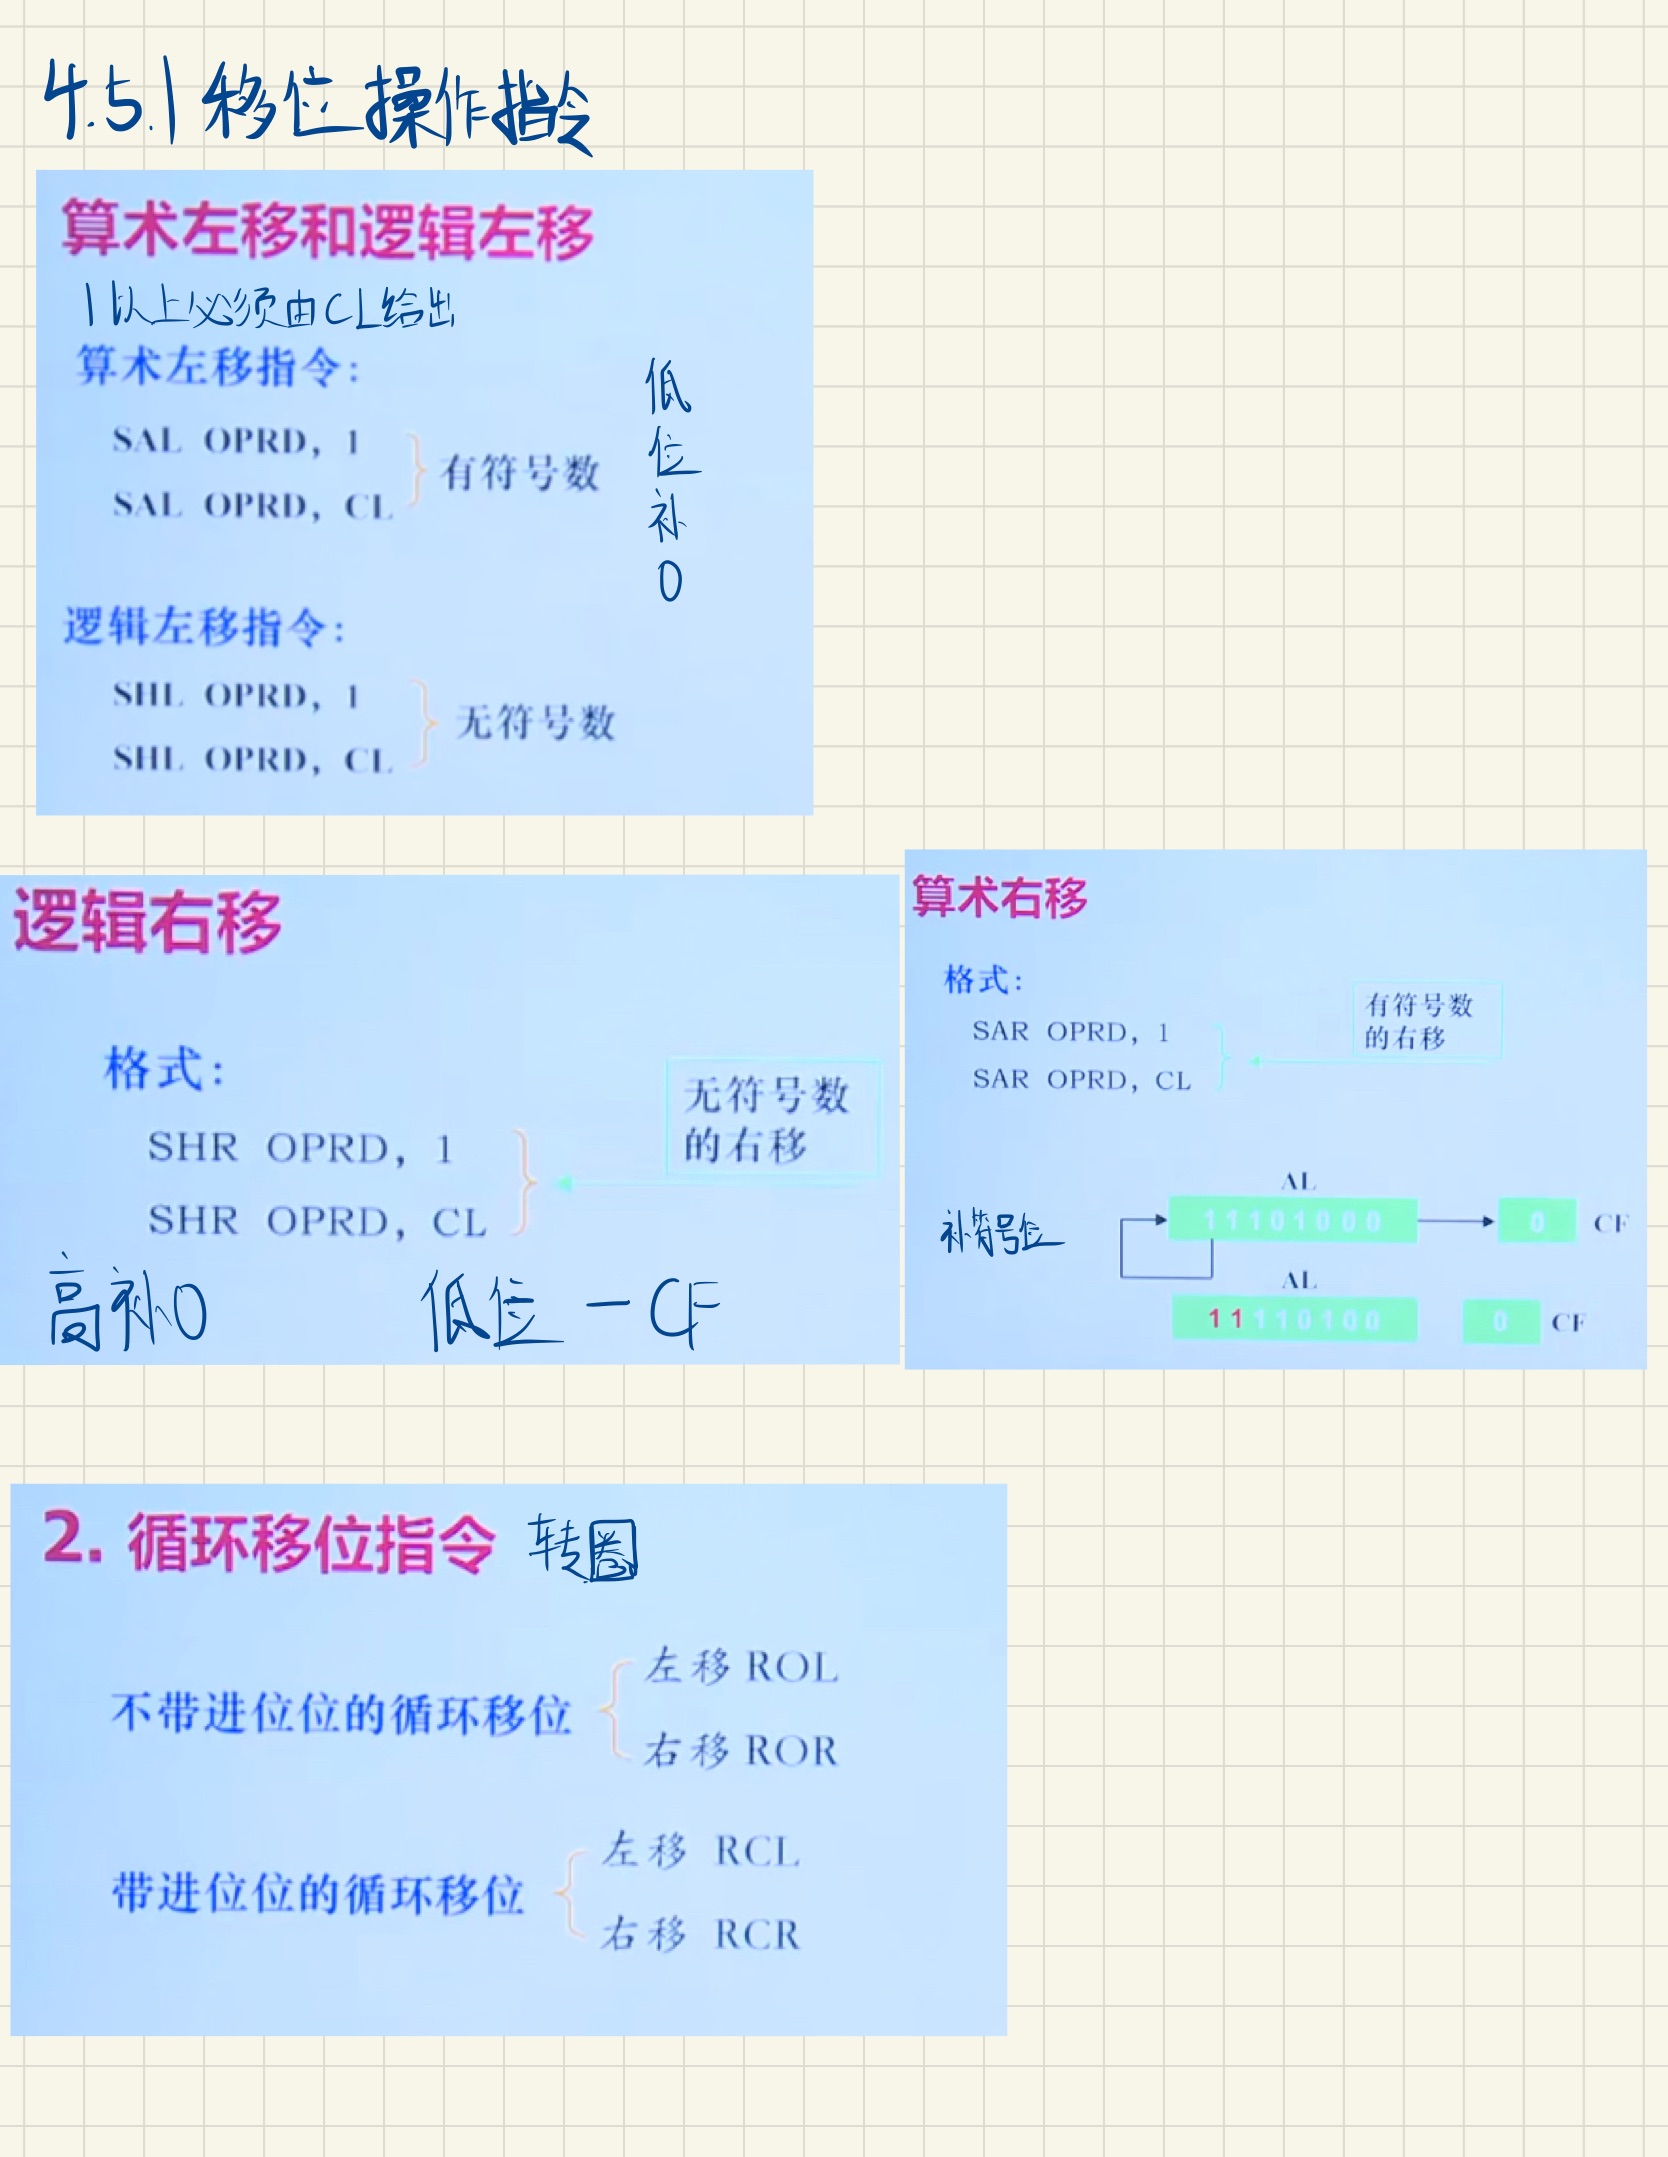 4.5.1 移位操作指令
算术左移和逻辑左移
1以上必须由CL给出
算术左移指令：
SAL OPRD, 1
SAL OPRD, CL
有符号数
低
位
补
0
逻辑左移指令：
SHL OPRD, 1
SHL OPRD, CL
无符号数
逻辑右移
格式：
SHR OPRD, 1
SHR OPRD, CL
无符号数
的右移
高补0 低位－CF
算术右移
格式：
SAR OPRD, 1
SAR OPRD, CL
有符号数
的右移
AL
补符号位
11101000 0 CF
AL
11110100 0 CF
2. 循环移位指令 转圈
不带进位位的循环移位
左移 ROL
右移 ROR
带进位位的循环移位
左移 RCL
右移 RCR